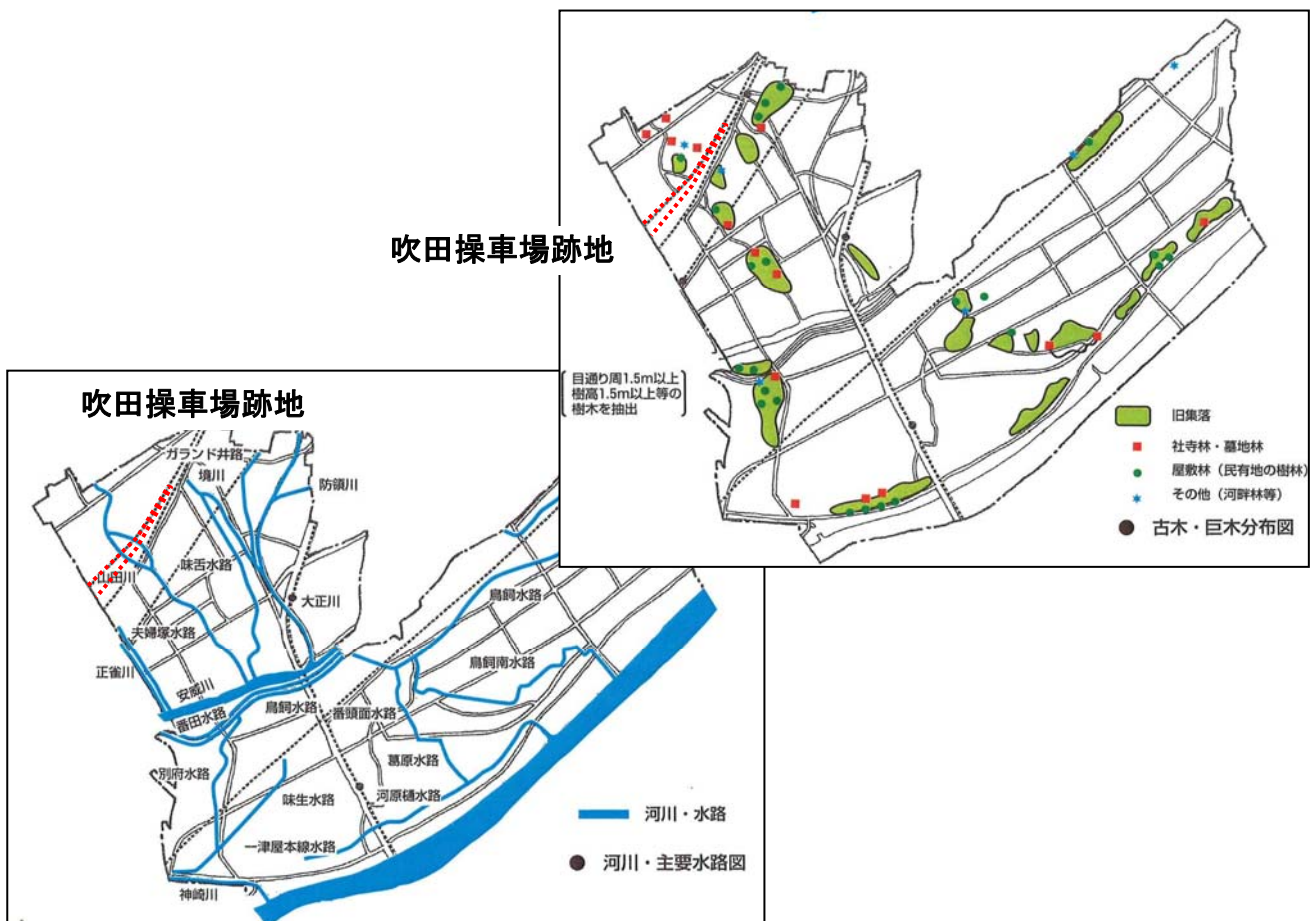 吹田操車場跡地
目通り周1.5m以上
樹高1.5m以上等の
樹木を抽出
旧集落
社寺林・墓地林
屋敷林(民有地の樹林)
その他(河畔林等)
古木・巨木分布図
吹田操車場跡地
ガランド井路
境川
防領川
山田川
味舌水路
大正川
鳥飼水路
夫婦塚水路
正雀川
鳥飼南水路
安威川
番田水路
鳥飼水路
番頭面水路
別府水路
葛原水路
味生水路
河原樋水路
河川・水路
一津屋本線水路
河川・主要水路図
神崎川